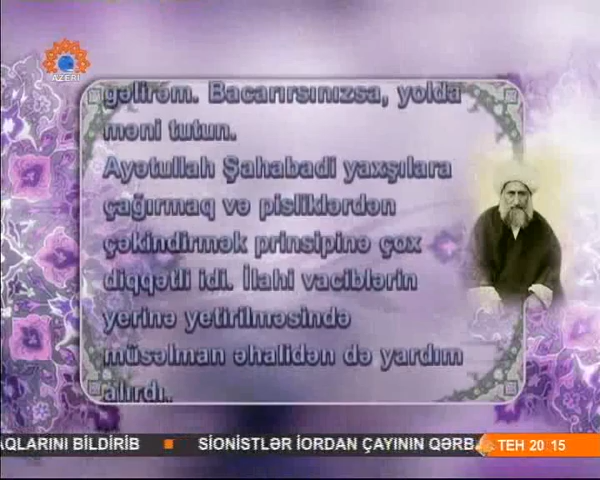 AZERİ
gəlirəm. Bacarırsınızsa, yolda
məni tutun.
Ayətullah Şahabadi yaxşılara
çağırmaq və pisliklərdən
çəkindirmək prinsipinə çox
diqqətli idi. İlahi vaciblərin
yerinə yetirilməsində
müsəlman əhalidən də yardım
alırdı.
AQLARINI BİLDİRİB ■ SİONİSTLƏR İORDAN ÇAYININ QƏRB TEH 20:15